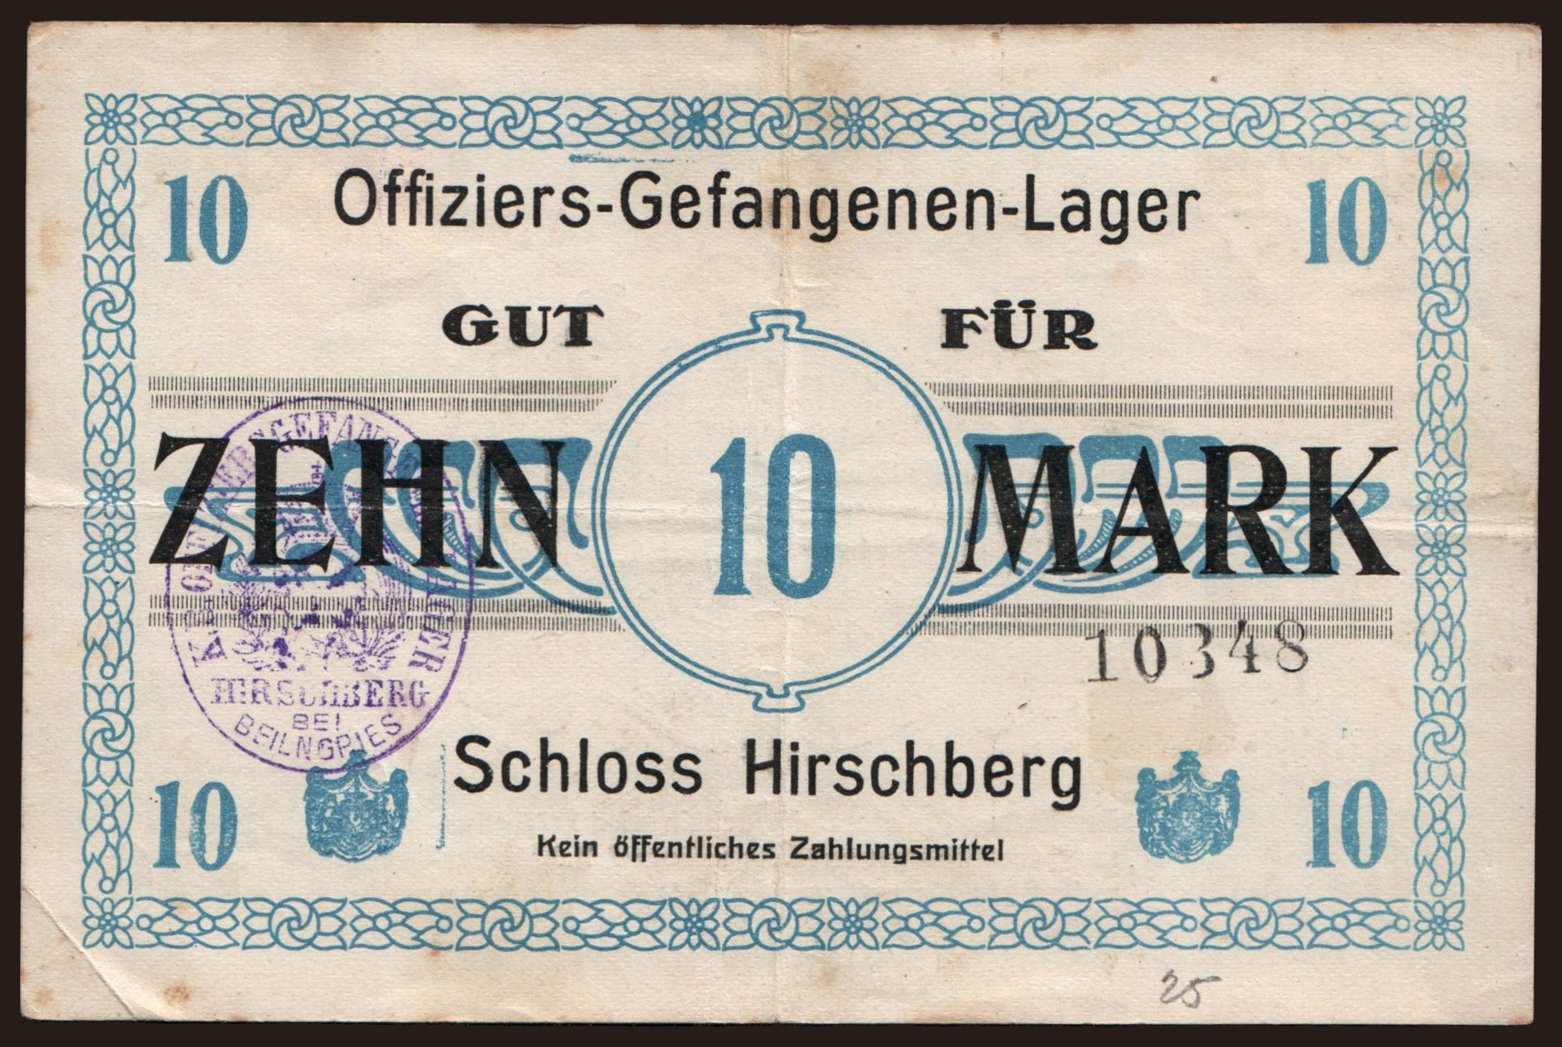 10 Offiziers-Gefangenen-Lager 10
GUT FÜR
ZEHN 10 MARK
10348
HIRSCHBERG
BEI
BEILNGRIES
Schloss Hirschberg
10 10
Kein öffentliches Zahlungsmittel
25